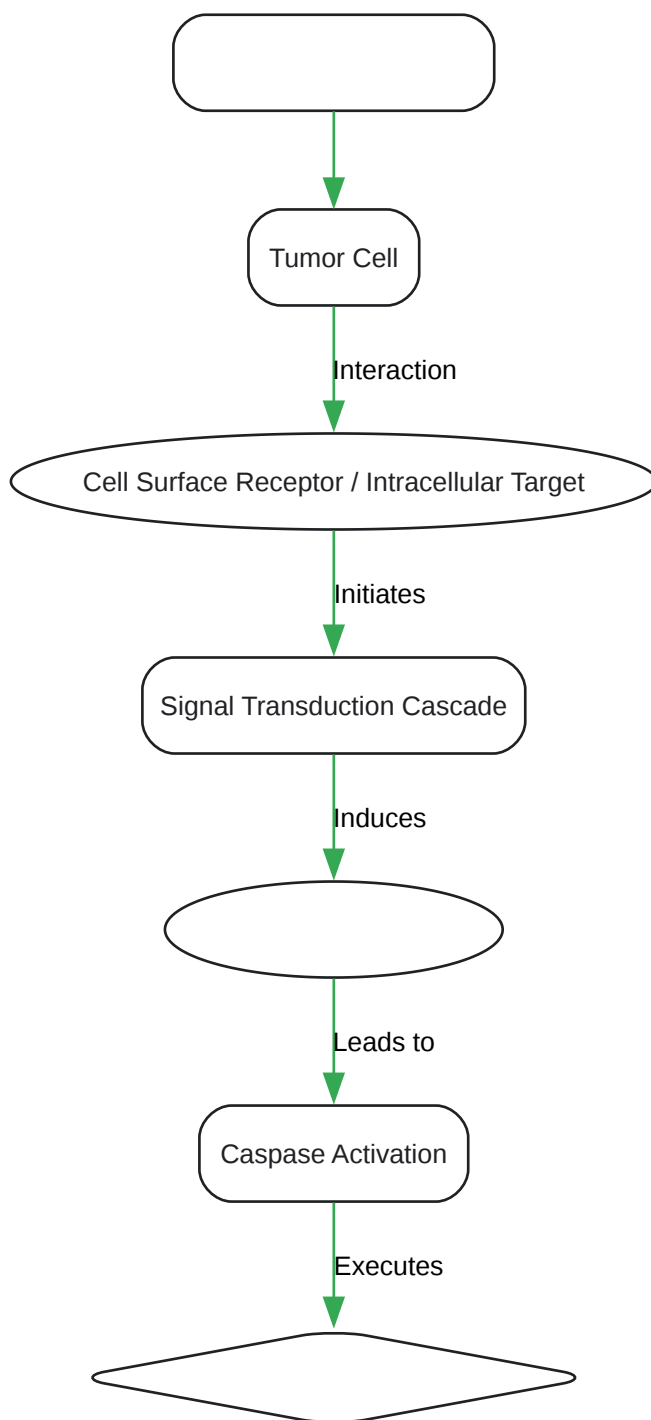 Tumor Cell
Interaction
Cell Surface Receptor / Intracellular Target
Initiates
Signal Transduction Cascade
Induces
Leads to
Caspase Activation
Executes